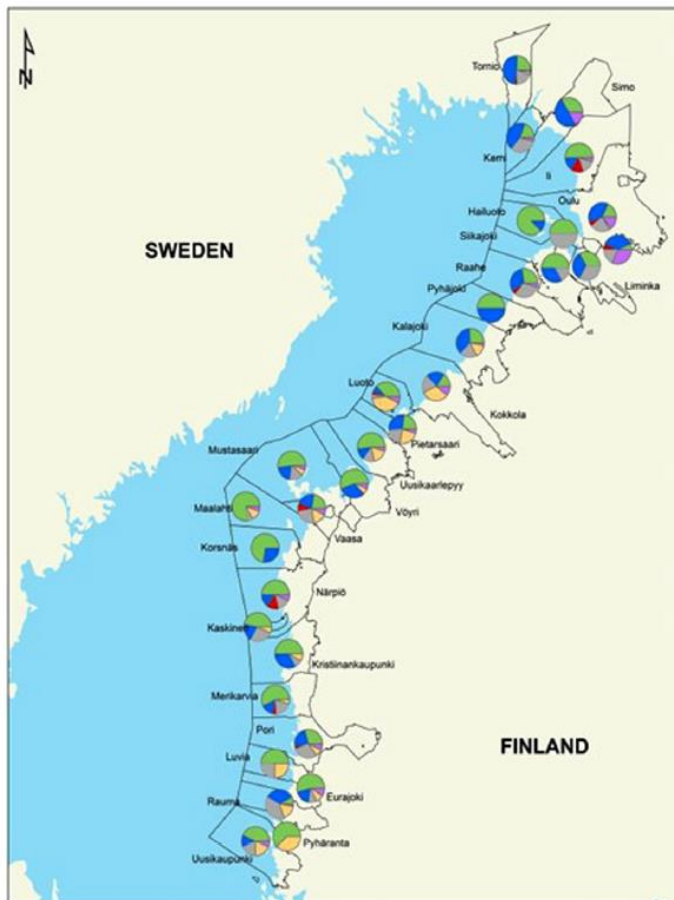 N
Tornio
Simo
Kemi
Ii
Oulu
Hailuoto
Siikajoki
SWEDEN
Raahe
Liminka
Pyhäjoki
Kalajoki
Luoto
Kokkola
Pietarsaari
Mustasaari
Uusikaarlepyy
Maalahti
Vöyri
Vaasa
Korsnäs
Närpiö
Kaskinen
Kristiinankaupunki
Merikarvia
Pori
FINLAND
Luvia
Eurajoki
Rauma
Pyhäranta
Uusikaupunki